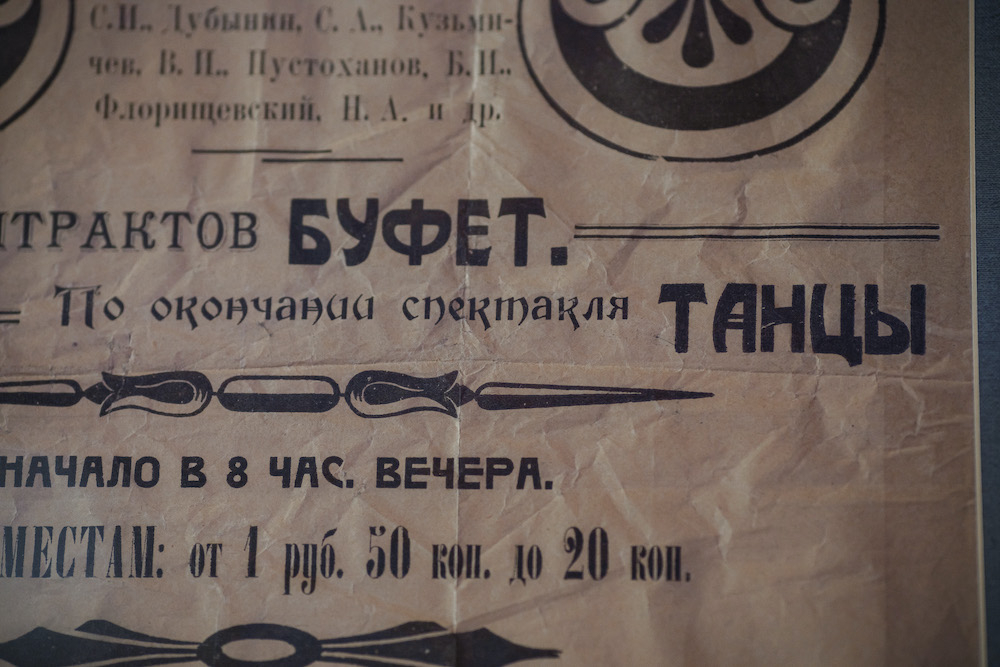 С.И., Дубынин, С. А., Кузьми-
чев, В. П., Пустоханов, Б. И.,
Флорищевский, Н. А. и др.
НТРАКТОВ БУФЕТ.
По окончании спектакля ТАНЦЫ
НАЧАЛО В 8 ЧАС. ВЕЧЕРА.
МЕСТАМ: от 1 руб. 50 коп. до 20 коп.